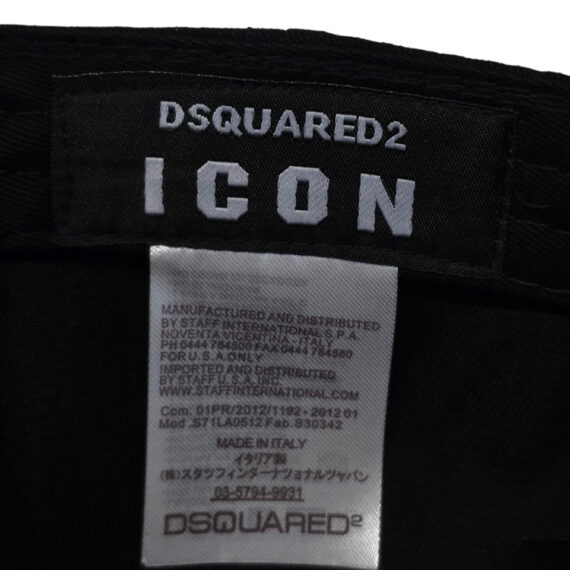 DSQUARED2
ICON
MANUFACTURED AND DISTRIBUTED
BY STAFF INTERNATIONAL S.P.A.
NOVENTA VICENTINA - ITALY
PH 0444 784500 FAX 0444 784560
FOR U.S.A.ONLY
IMPORTED AND DISTRIBUTED
BY STAFF U.S.A. INC.
WWW.STAFFINTERNATIONAL.COM
Com. 01PR/2012/1192 - 2012 01
Mod .S71LA0512 Fab.S30342
MADE IN ITALY
イタリア製
(株)スタッフインターナショナルジャパン
03-5794-9931
DSQUARED2